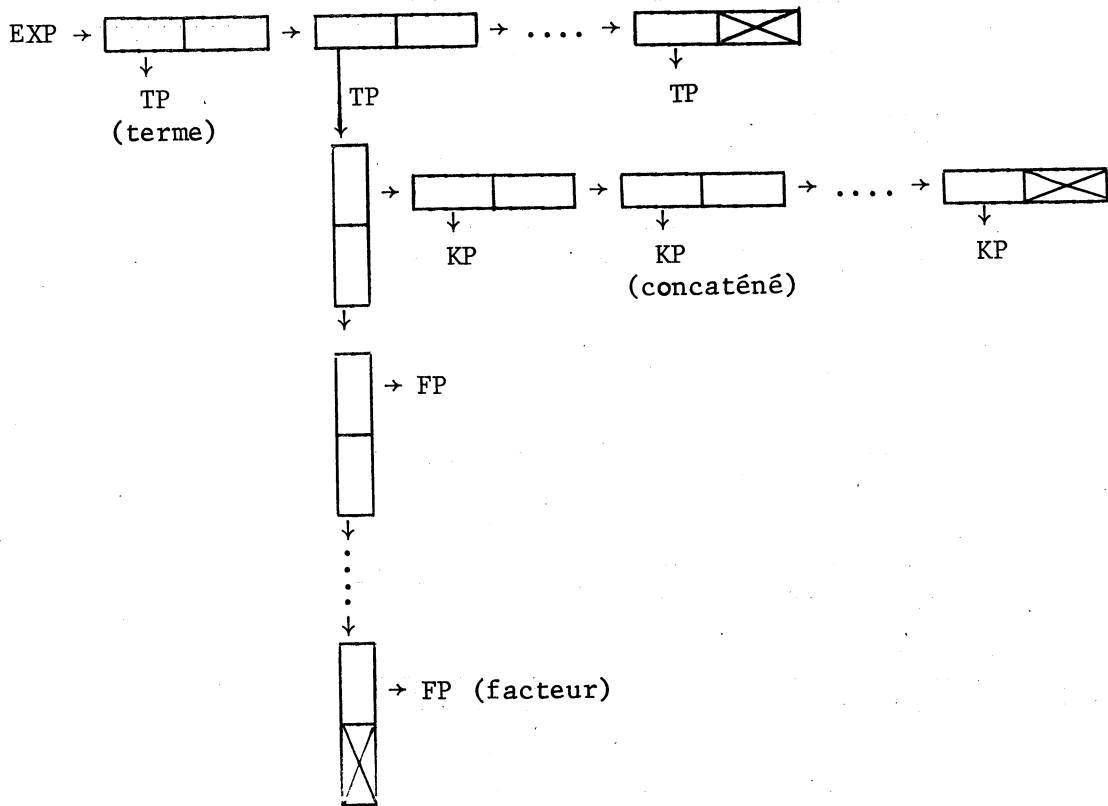 EXP → → → .... →
TP
(terme)
TP
TP
→ → → .... →
KP
KP
(concaténé)
KP
→ FP
→ FP (facteur)